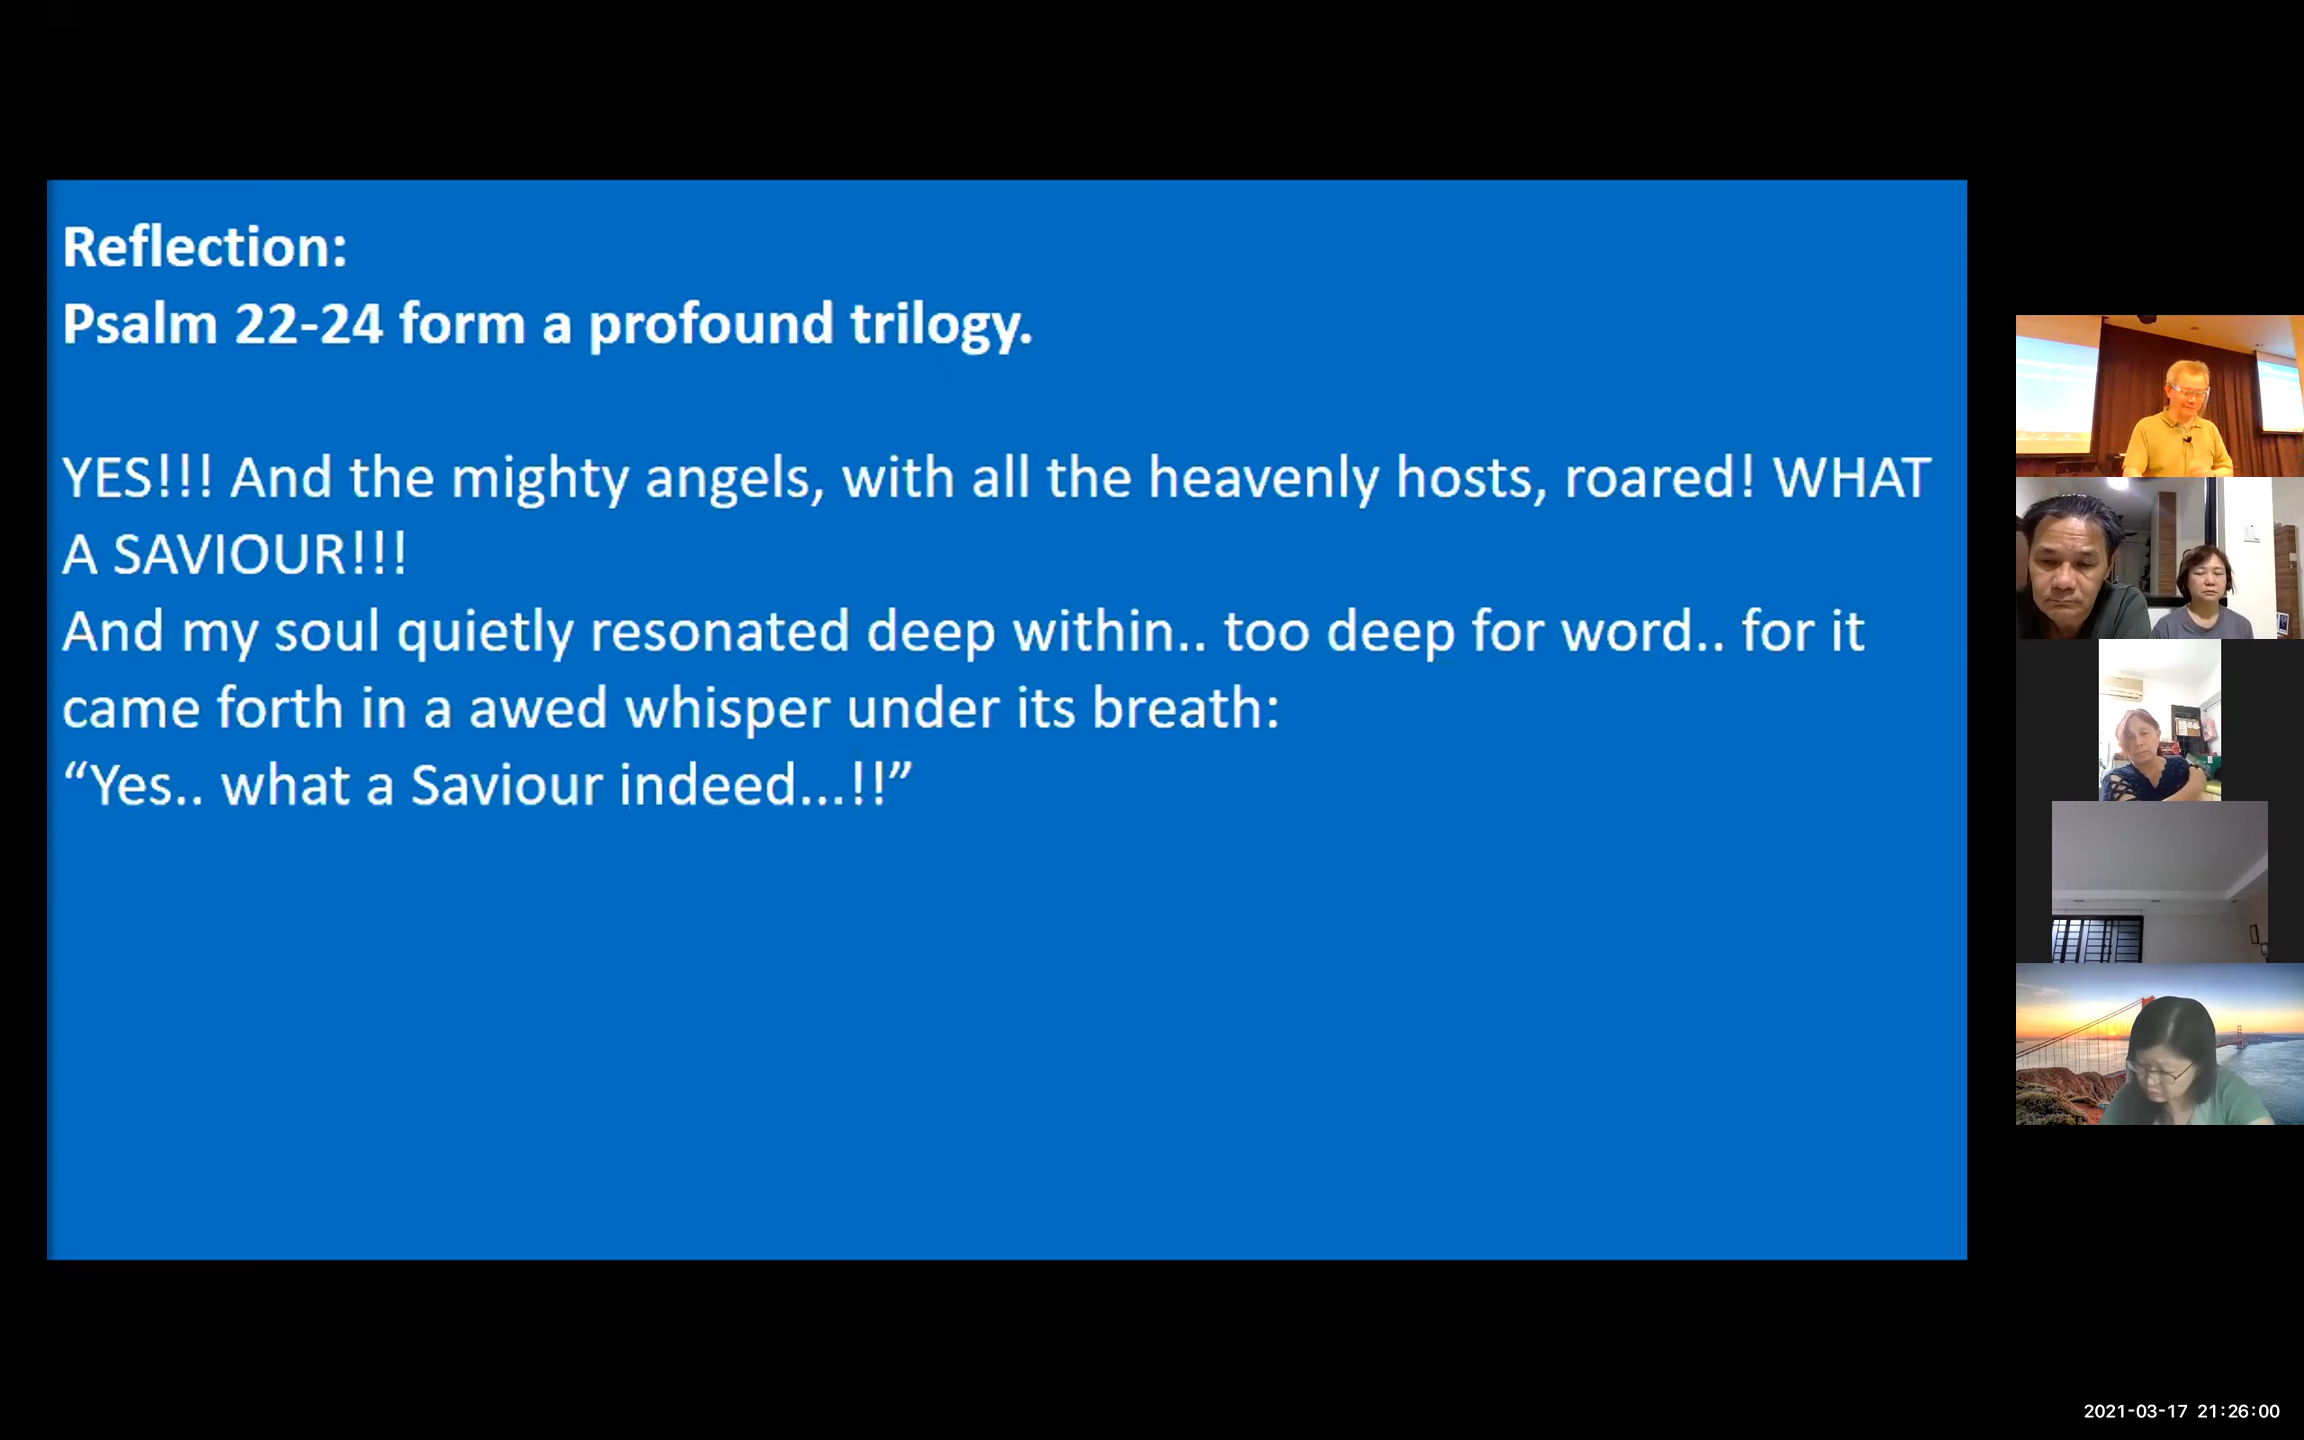 Reflection:
Psalm 22-24 form a profound trilogy.
YES!!! And the mighty angels, with all the heavenly hosts, roared! WHAT
A SAVIOUR!!!
And my soul quietly resonated deep within.. too deep for word.. for it
came forth in a awed whisper under its breath:
“Yes.. what a Saviour indeed...!!”
2021-03-17 21:26:00